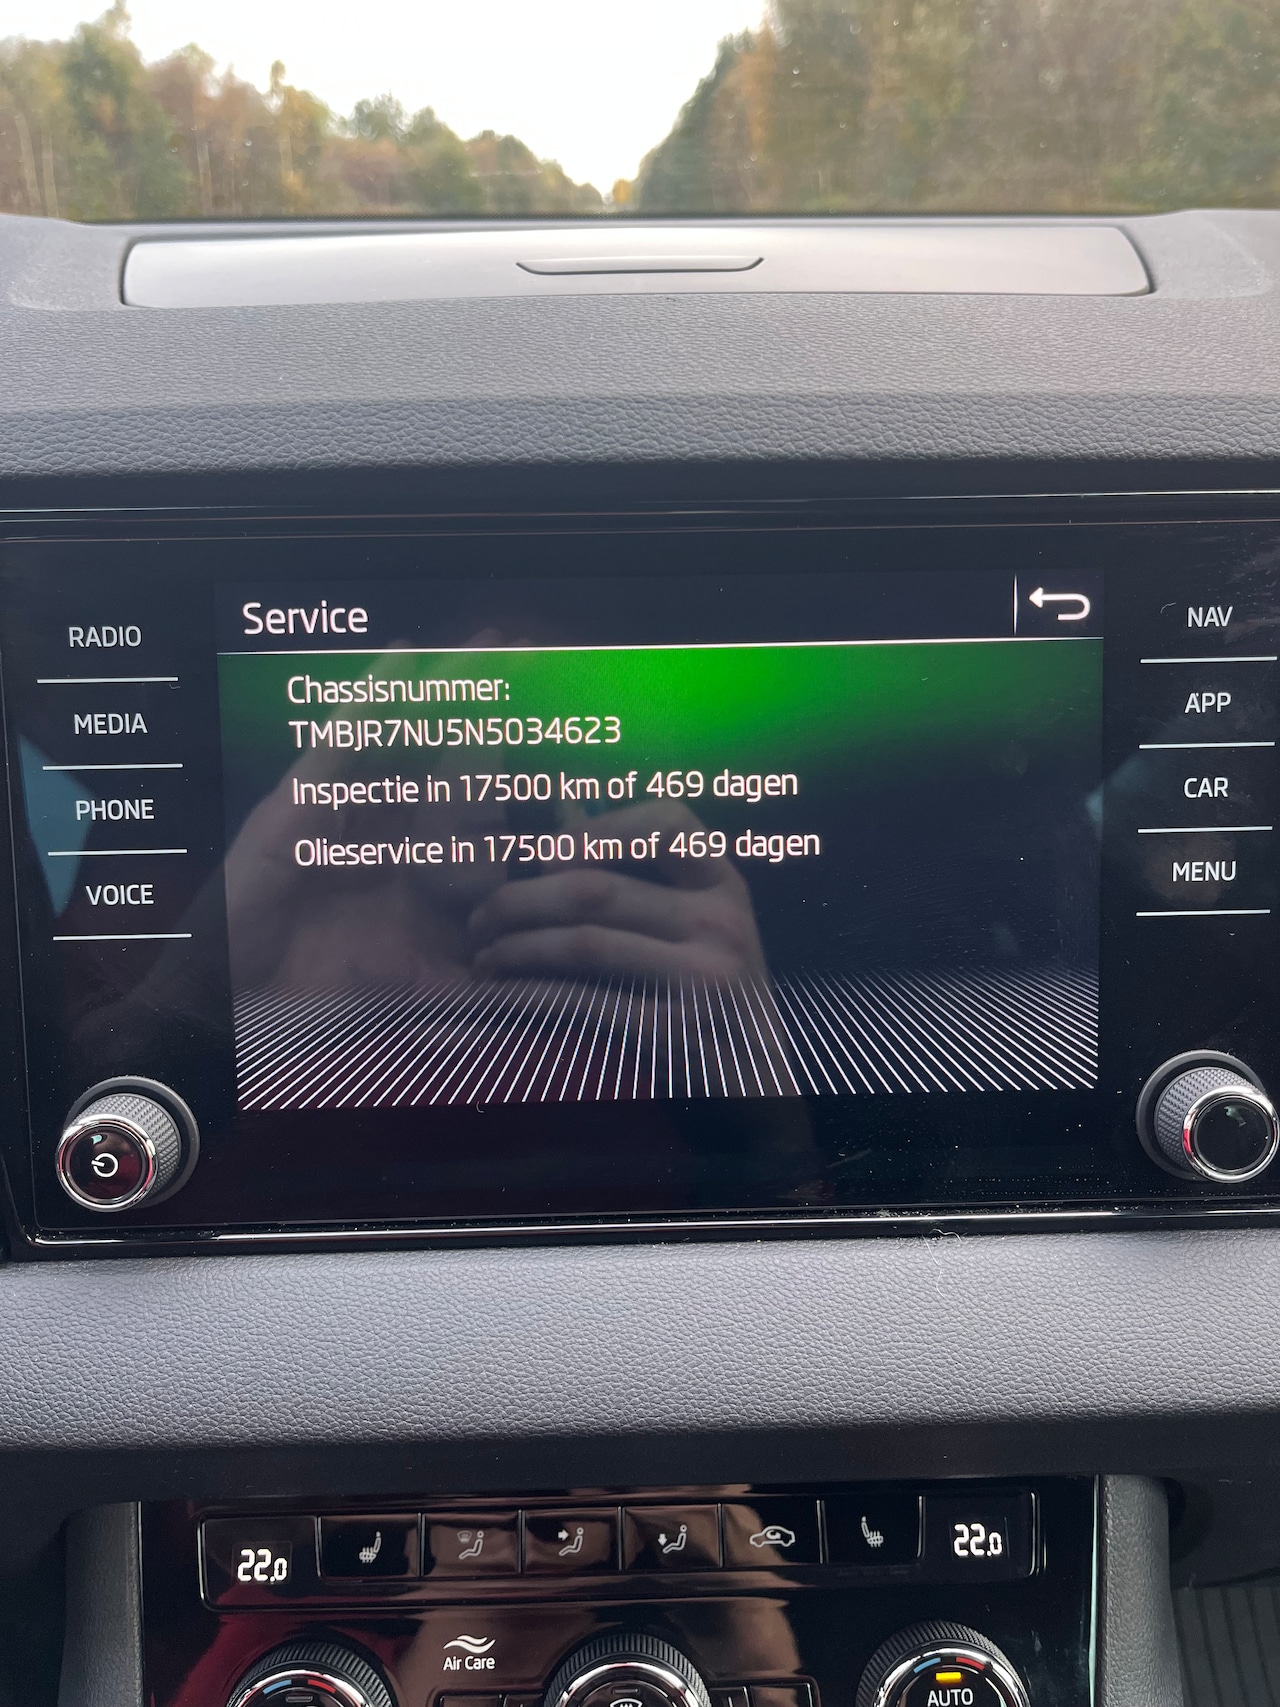 Service
Chassisnummer:
TMBJR7NU5N5034623
Inspectie in 17500 km of 469 dagen
Olieservice in 17500 km of 469 dagen
RADIO
MEDIA
PHONE
VOICE
NAV
APP
CAR
MENU
22.0
22.0
Air Care
AUTO